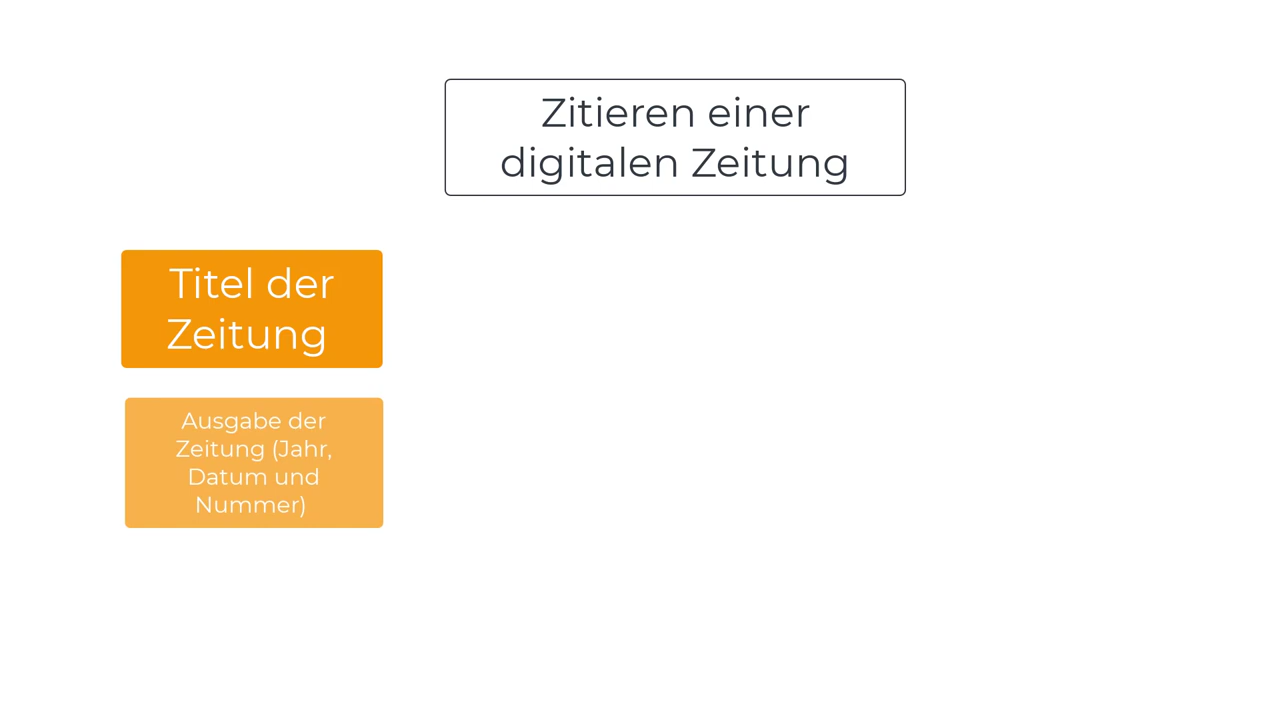 Zitieren einer
digitalen Zeitung
Titel der
Zeitung
Ausgabe der
Zeitung (Jahr,
Datum und
Nummer)